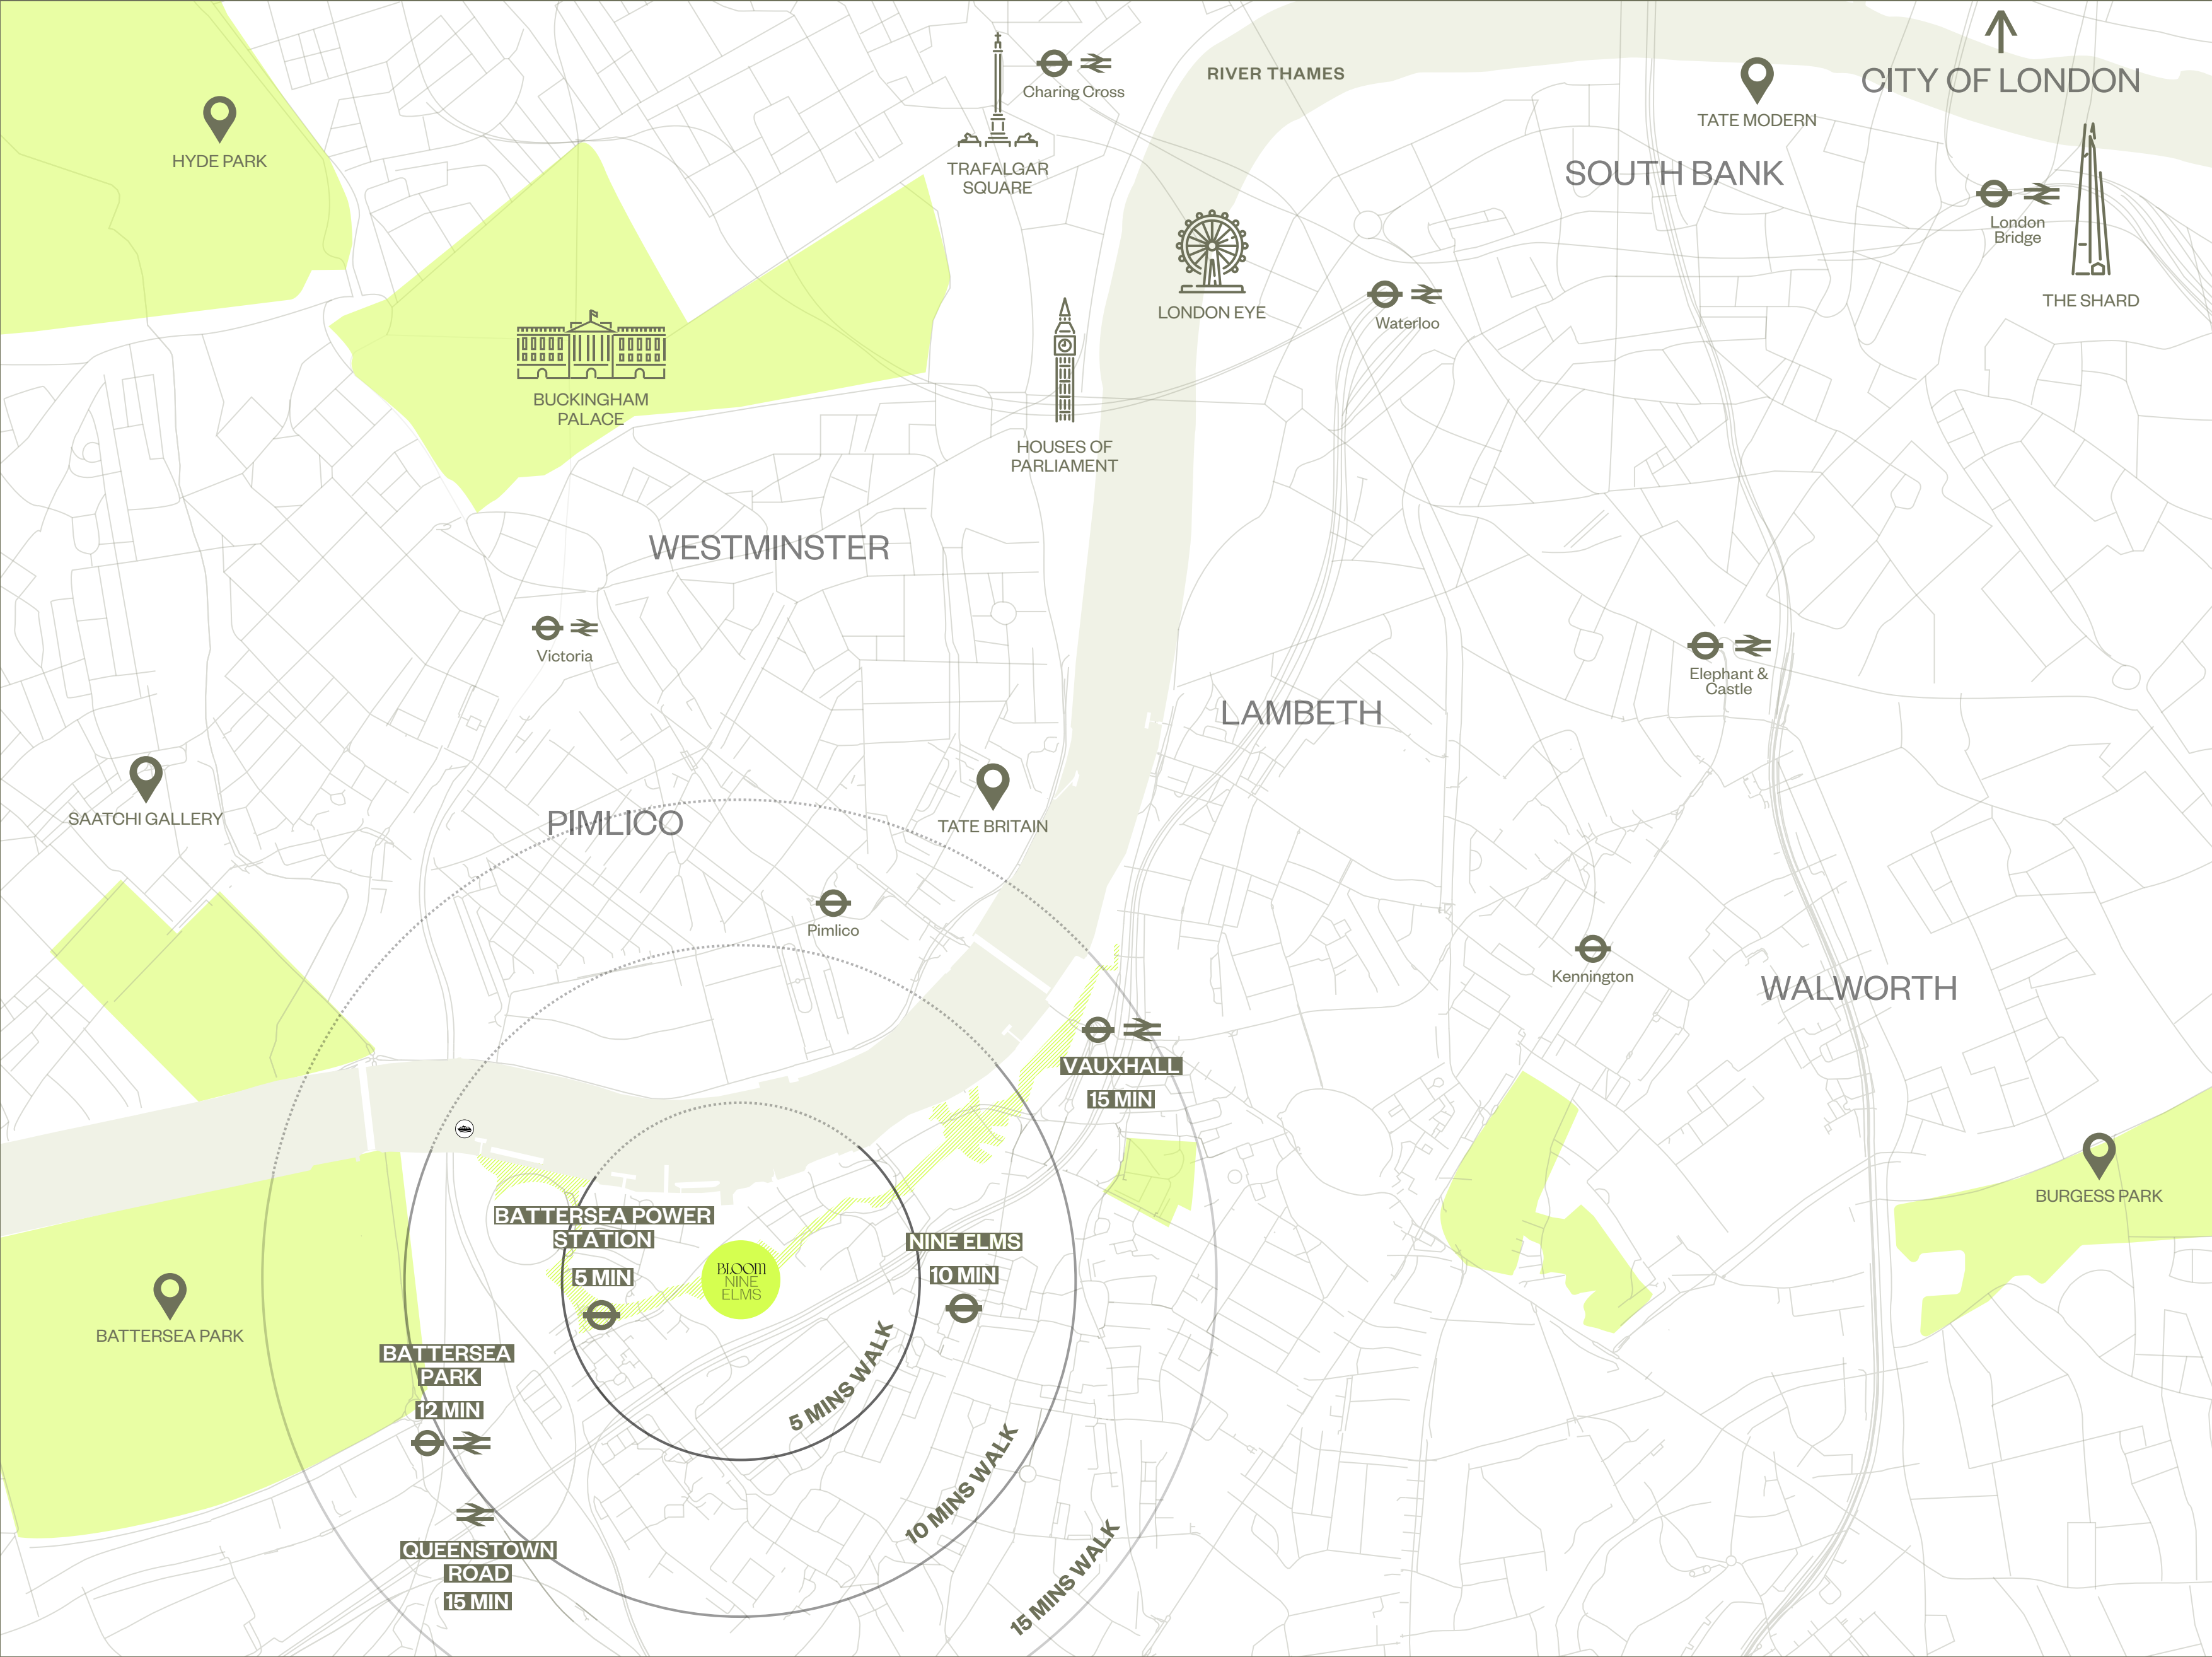 RIVER THAMES
Charing Cross
CITY OF LONDON
TATE MODERN
HYDE PARK
TRAFALGAR
SQUARE
SOUTH BANK
London
Bridge
THE SHARD
LONDON EYE
Waterloo
BUCKINGHAM
PALACE
HOUSES OF
PARLIAMENT
WESTMINSTER
Victoria
Elephant &
Castle
LAMBETH
SAATCHI GALLERY
PIMLICO
TATE BRITAIN
Pimlico
Kennington
WALWORTH
VAUXHALL
15 MIN
BURGESS PARK
BATTERSEA POWER
STATION
5 MIN
BLOOM
NINE
ELMS
NINE ELMS
10 MIN
BATTERSEA PARK
BATTERSEA
PARK
12 MIN
5 MINS WALK
10 MINS WALK
15 MINS WALK
QUEENSTOWN
ROAD
15 MIN